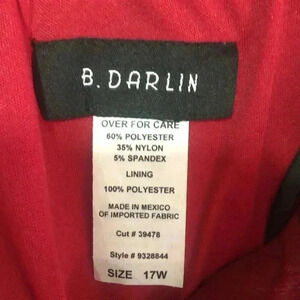 B. DARLIN
OVER FOR CARE
60% POLYESTER
35% NYLON
5% SPANDEX
LINING
100% POLYESTER
MADE IN MEXICO
OF IMPORTED FABRIC
Cut # 39478
Style # 9328844
SIZE 17W